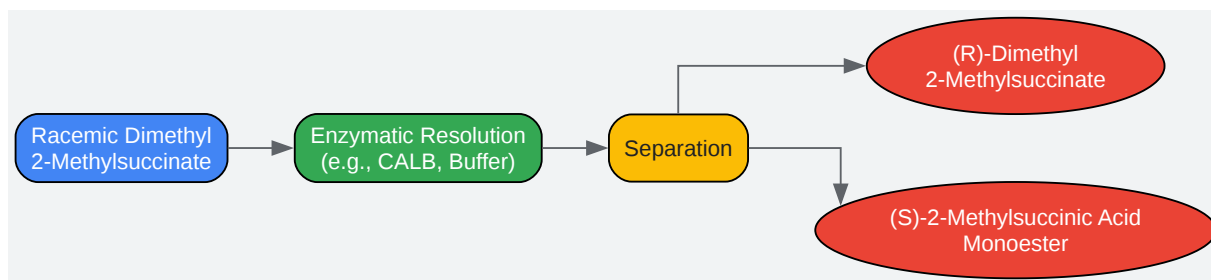 Racemic Dimethyl
2-Methylsuccinate
Enzymatic Resolution
(e.g., CALB, Buffer)
Separation
(R)-Dimethyl
2-Methylsuccinate
(S)-2-Methylsuccinic Acid
Monoester